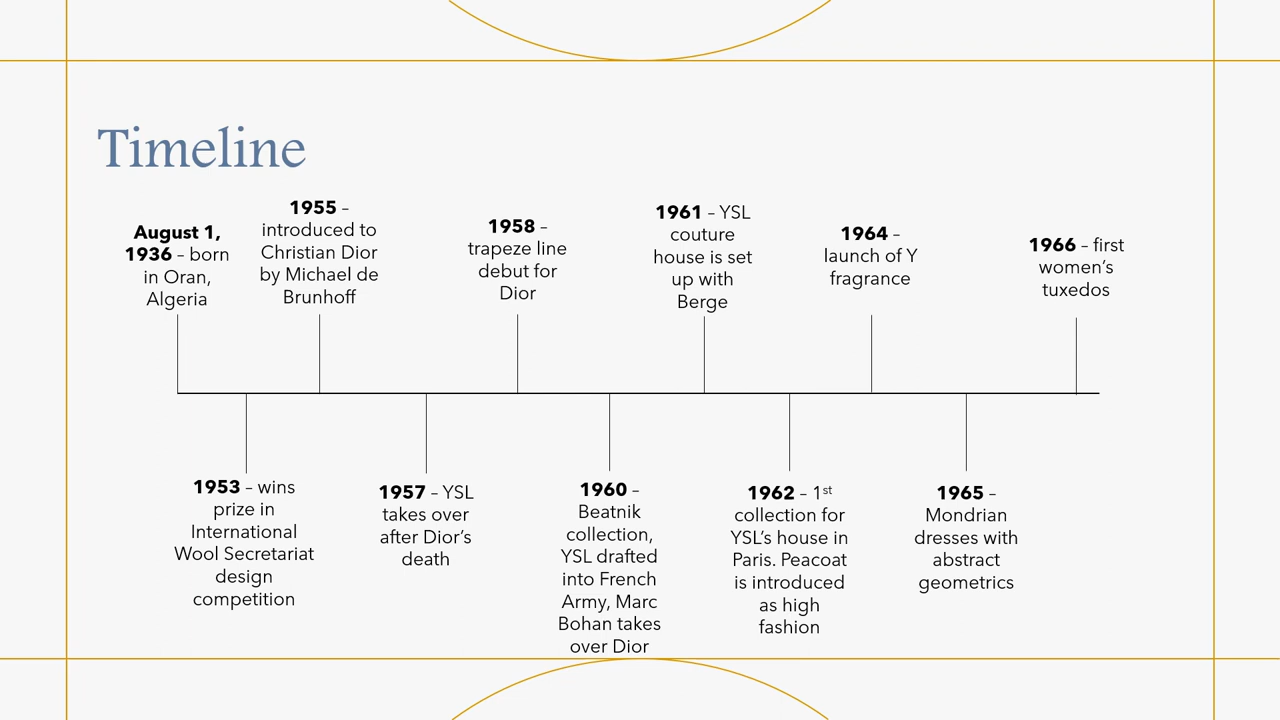 Timeline
August 1,
1936 – born
in Oran,
Algeria
1955 –
introduced to
Christian Dior
by Michael de
Brunhoff
1958 –
trapeze line
debut for
Dior
1961 – YSL
couture
house is set
up with
Berge
1964 –
launch of Y
fragrance
1966 – first
women's
tuxedos
1953 – wins
prize in
International
Wool Secretariat
design
competition
1957 – YSL
takes over
after Dior's
death
1960 –
Beatnik
collection,
YSL drafted
into French
Army, Marc
Bohan takes
over Dior
1962 – 1st
collection for
YSL's house in
Paris. Peacoat
is introduced
as high
fashion
1965 –
Mondrian
dresses with
abstract
geometrics